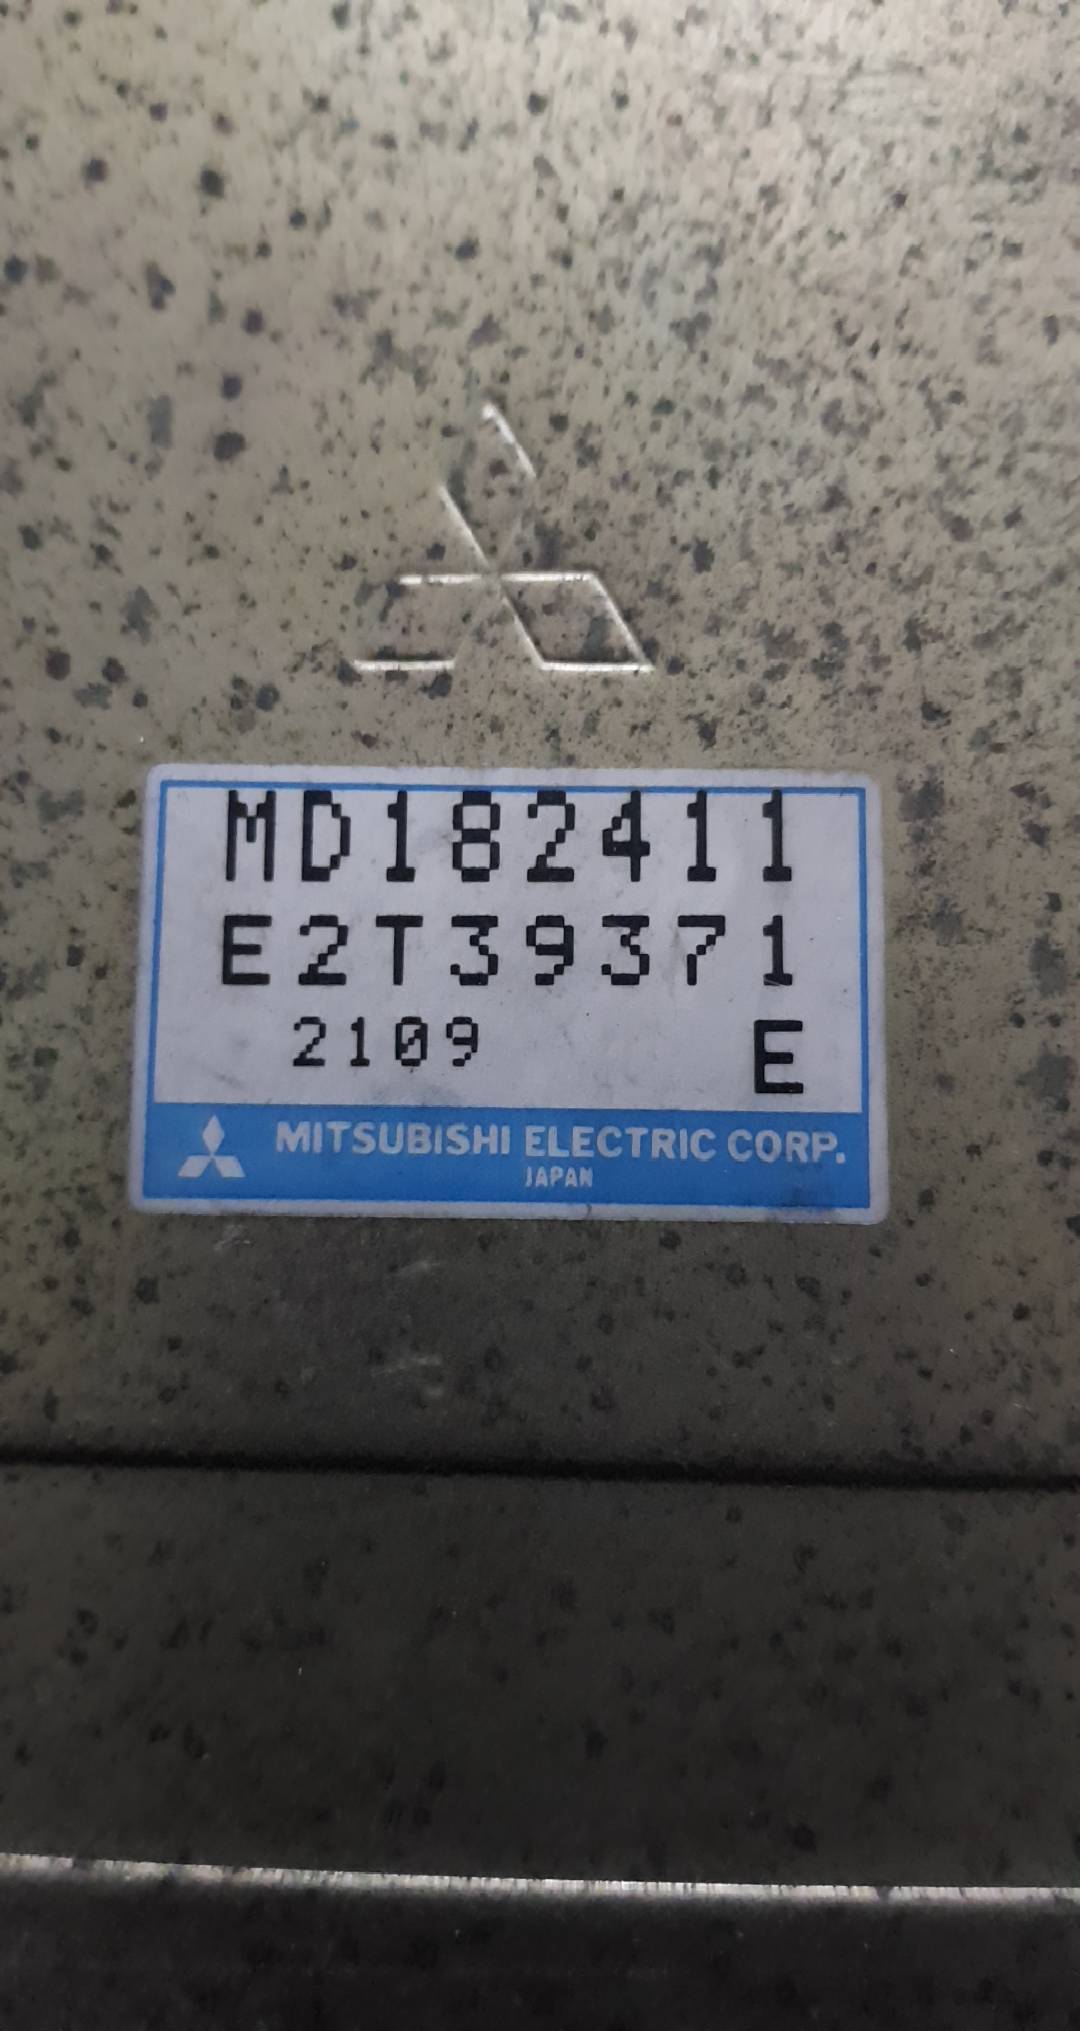 MD182411
E2T39371
2109 E
MITSUBISHI ELECTRIC CORP.
JAPAN